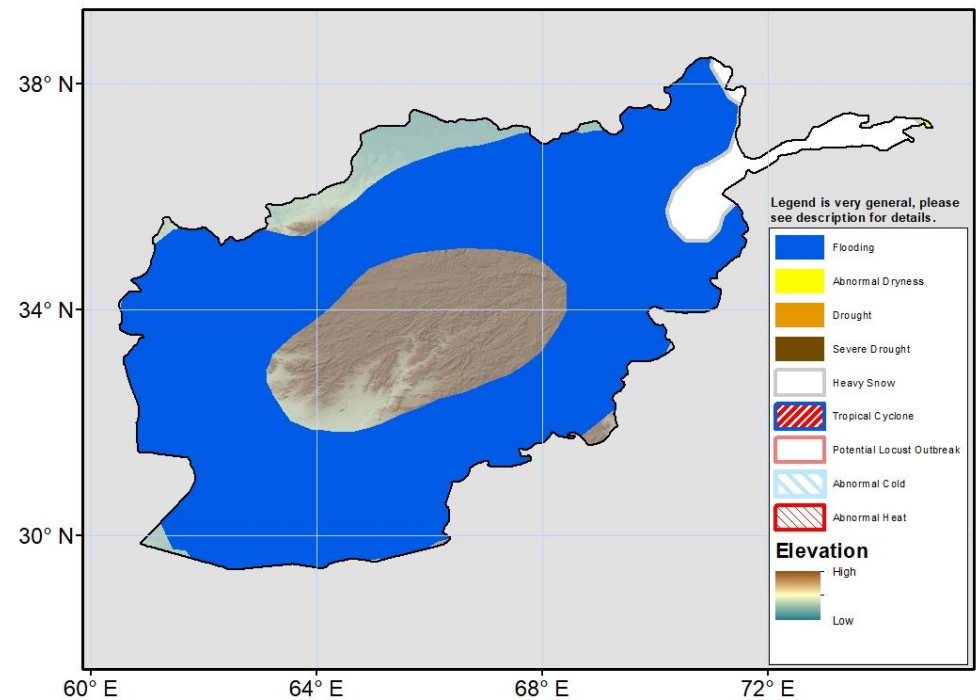 38° N
34° N
30° N
60° E
64° E
68° E
72° E
Legend is very general, please
see description for details.
Flooding
Abnormal Dryness
Drought
Severe Drought
Heavy Snow
Tropical Cyclone
Potential Locust Outbreak
Abnormal Cold
Abnormal Heat
Elevation
High
Low